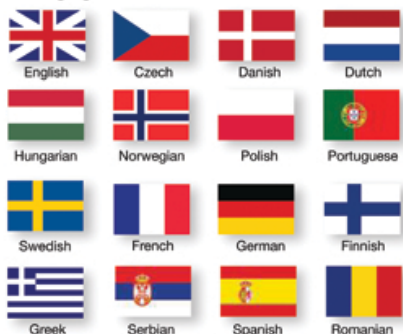 English Czech Danish Dutch
Hungarian Norwegian Polish Portuguese
Swedish French German Finnish
Greek Serbian Spanish Romanian